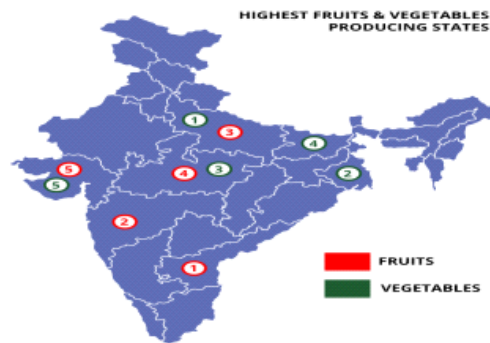 HIGHEST FRUITS & VEGETABLES
PRODUCING STATES
1
3
4
5
4
3
2
5
2
1
FRUITS
VEGETABLES